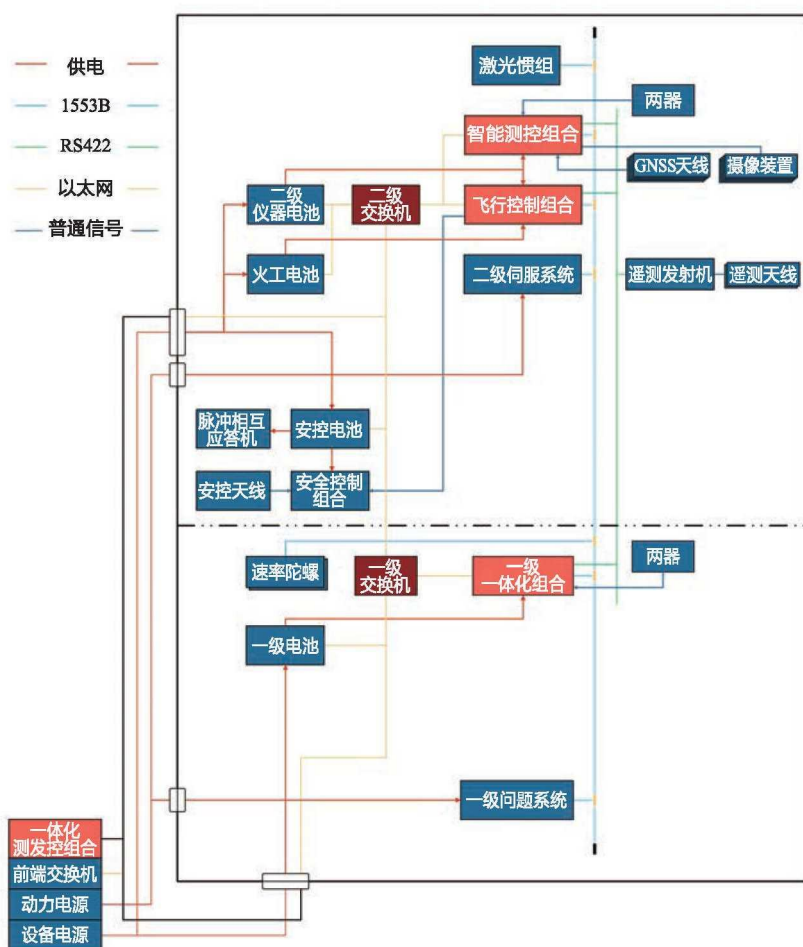 供电
1553B
RS422
以太网
普通信号
激光惯组
两器
智能测控组合
GNSS天线
摄像装置
二级
仪器电池
二级
交换机
飞行控制组合
火工电池
二级伺服系统
遥测发射机
遥测天线
脉冲相互
应答机
安控电池
安控天线
安全控制
组合
速率陀螺
一级
交换机
一级
一体化组合
两器
一级电池
一级问题系统
一体化
测发控组合
前端交换机
动力电源
设备电源